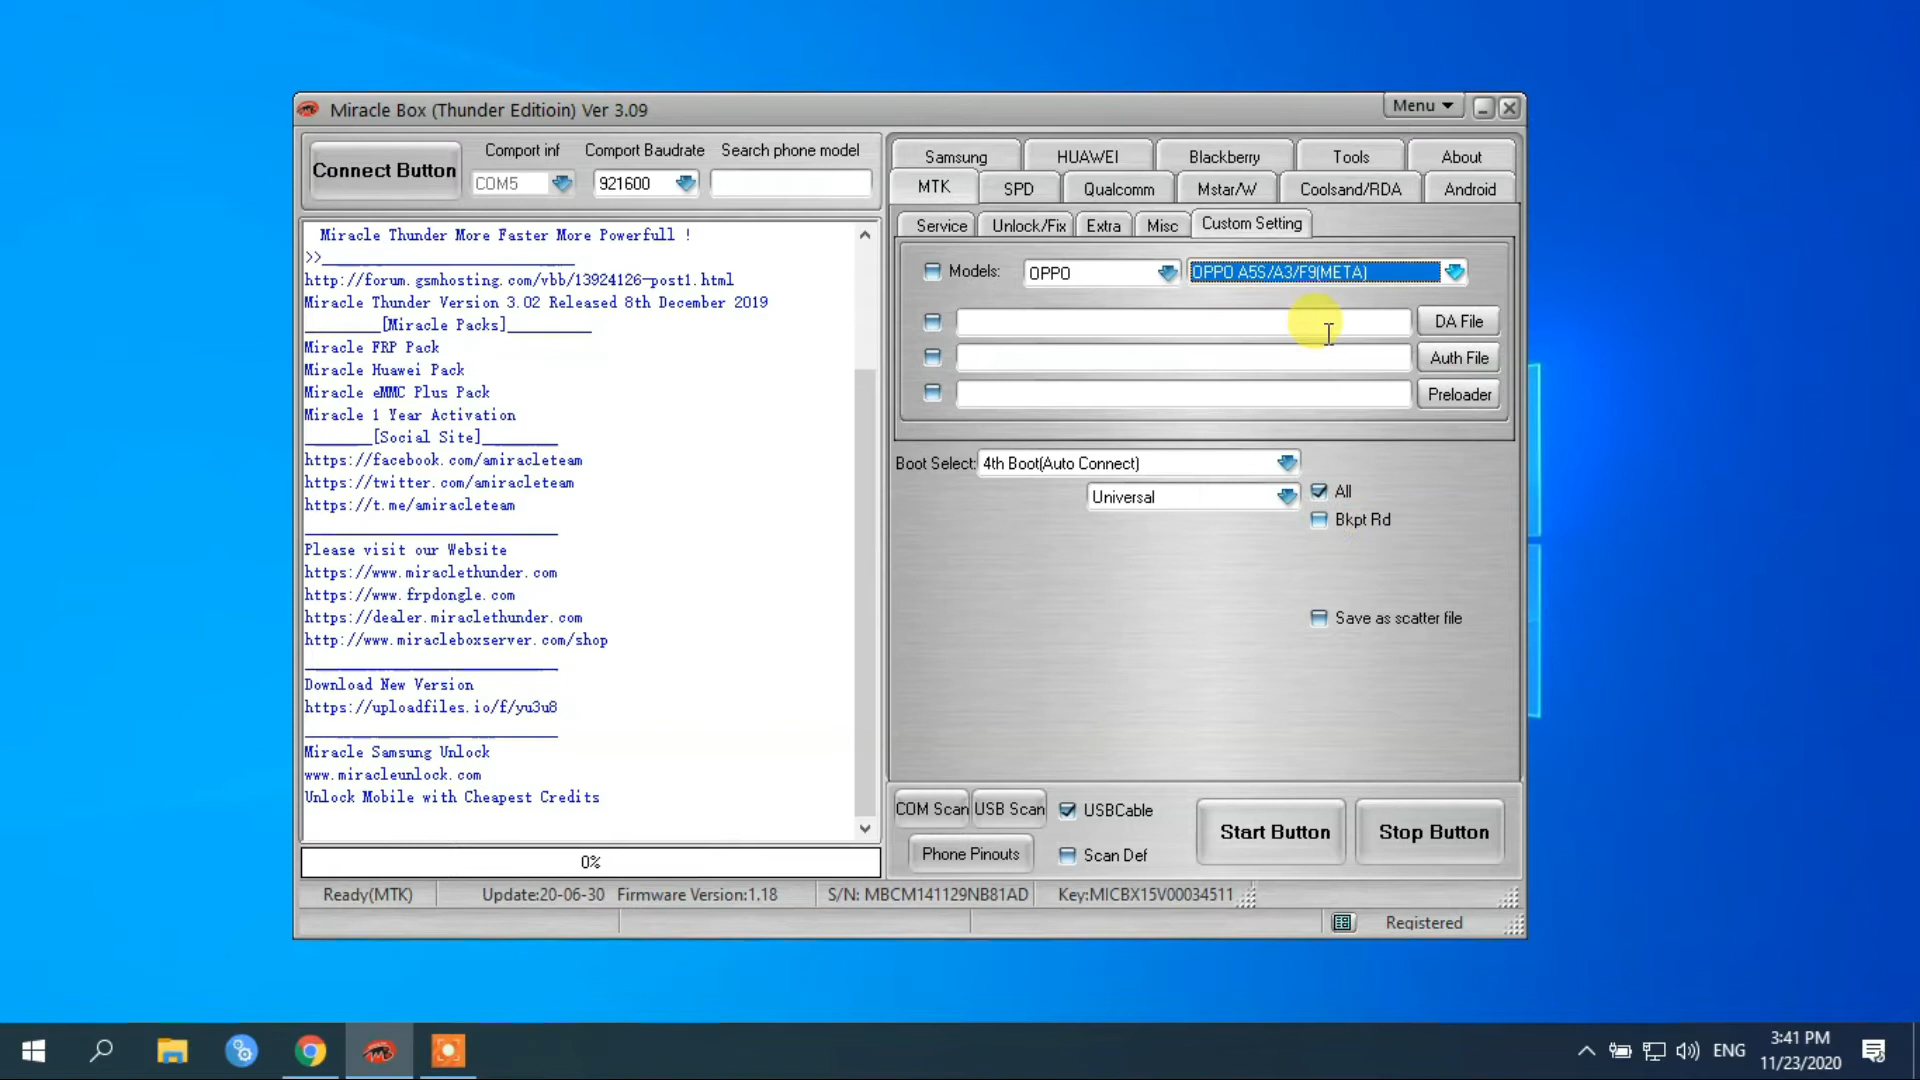 Miracle Box (Thunder Editioin) Ver 3.09
Menu
Connect Button
Comport inf
Comport Baudrate
Search phone model
COM5
921600
Samsung
HUAWEI
Blackberry
Tools
About
MTK
SPD
Qualcomm
Mstar/W
Coolsand/RDA
Android
Service
Unlock/Fix
Extra
Misc
Custom Setting
Miracle Thunder More Faster More Powerfull !
>>
http://forum.gsmhosting.com/vbb/13924126-post1.html
Miracle Thunder Version 3.02 Released 8th December 2019
[Miracle Packs]
Miracle FRP Pack
Miracle Huawei Pack
Miracle eMMC Plus Pack
Miracle 1 Year Activation
[Social Site]
https://facebook.com/amiracleteam
https://twitter.com/amiracleteam
https://t.me/amiracleteam
Please visit our Website
https://www.miraclethunder.com
https://www.frpdongle.com
https://dealer.miraclethunder.com
http://www.miracleboxserver.com/shop
Download New Version
https://uploadfiles.io/f/yu3u8
Miracle Samsung Unlock
www.miracleunlock.com
Unlock Mobile with Cheapest Credits
0%
Models:
OPPO
OPPO A5S/A3/F9(META)
DA File
Auth File
Preloader
Boot Select:
4th Boot(Auto Connect)
Universal
All
Bkpt Rd
Save as scatter file
COM Scan
USB Scan
USBCable
Phone Pinouts
Scan Def
Start Button
Stop Button
Ready(MTK)
Update:20-06-30
Firmware Version:1.18
S/N: MBCM141129NB81AD
Key:MICBX15V00034511
Registered
ENG
3:41 PM
11/23/2020